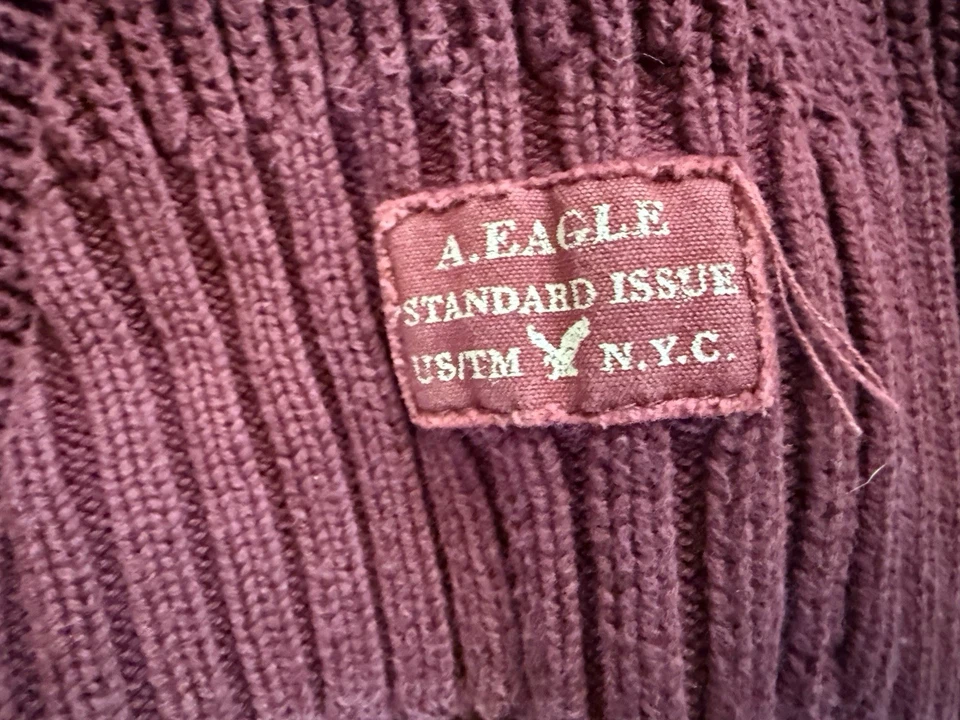 A.EAGLE
STANDARD ISSUE
US/TM N.Y.C.